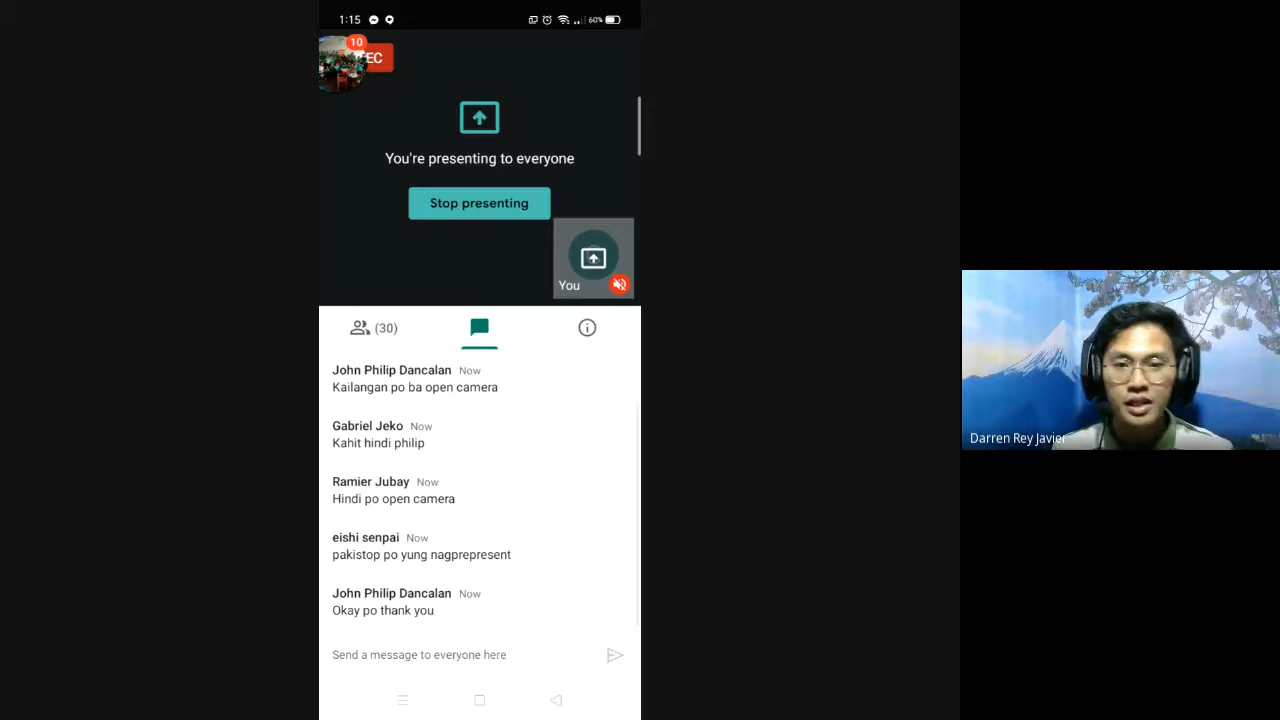 1:15
60%
10
EC
You're presenting to everyone
Stop presenting
You
(30)
John Philip Dancalan Now
Kailangan po ba open camera
Gabriel Jeko Now
Kahit hindi philip
Ramier Jubay Now
Hindi po open camera
eishi senpai Now
pakistop po yung nagprepresent
John Philip Dancalan Now
Okay po thank you
Send a message to everyone here
Darren Rey Javier